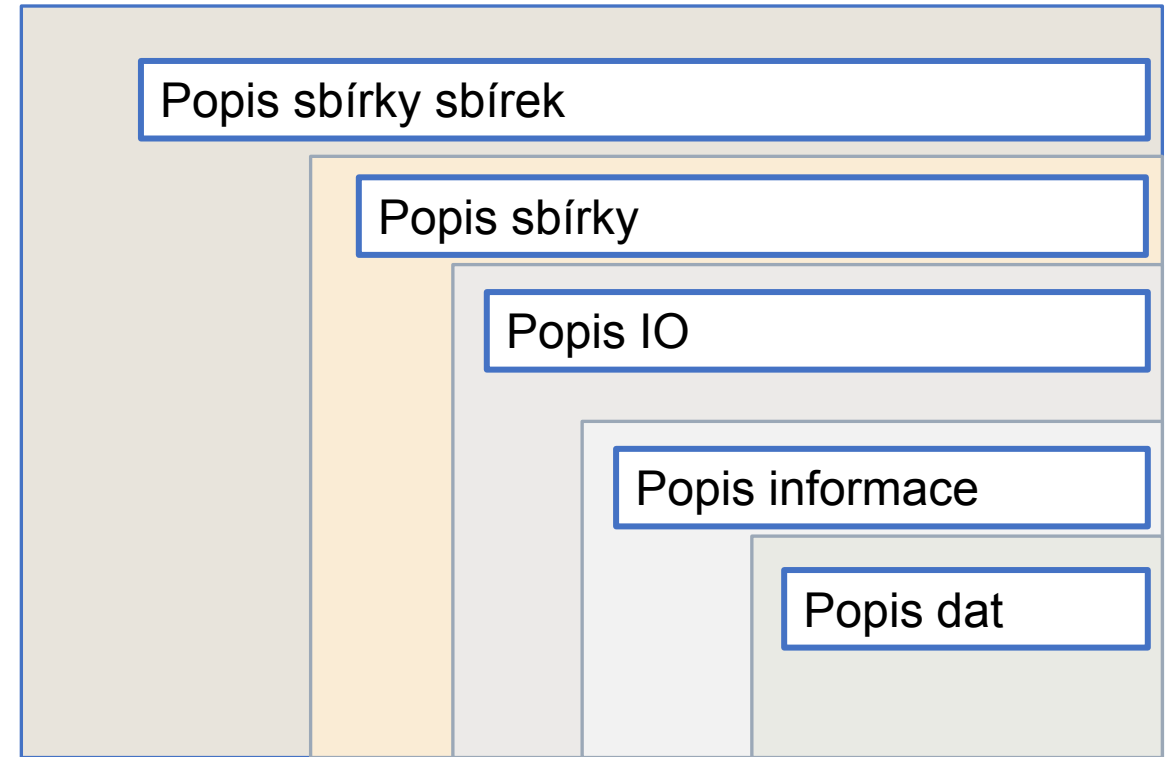 Popis sbírky sbírek
Popis sbírky
Popis IO
Popis informace
Popis dat